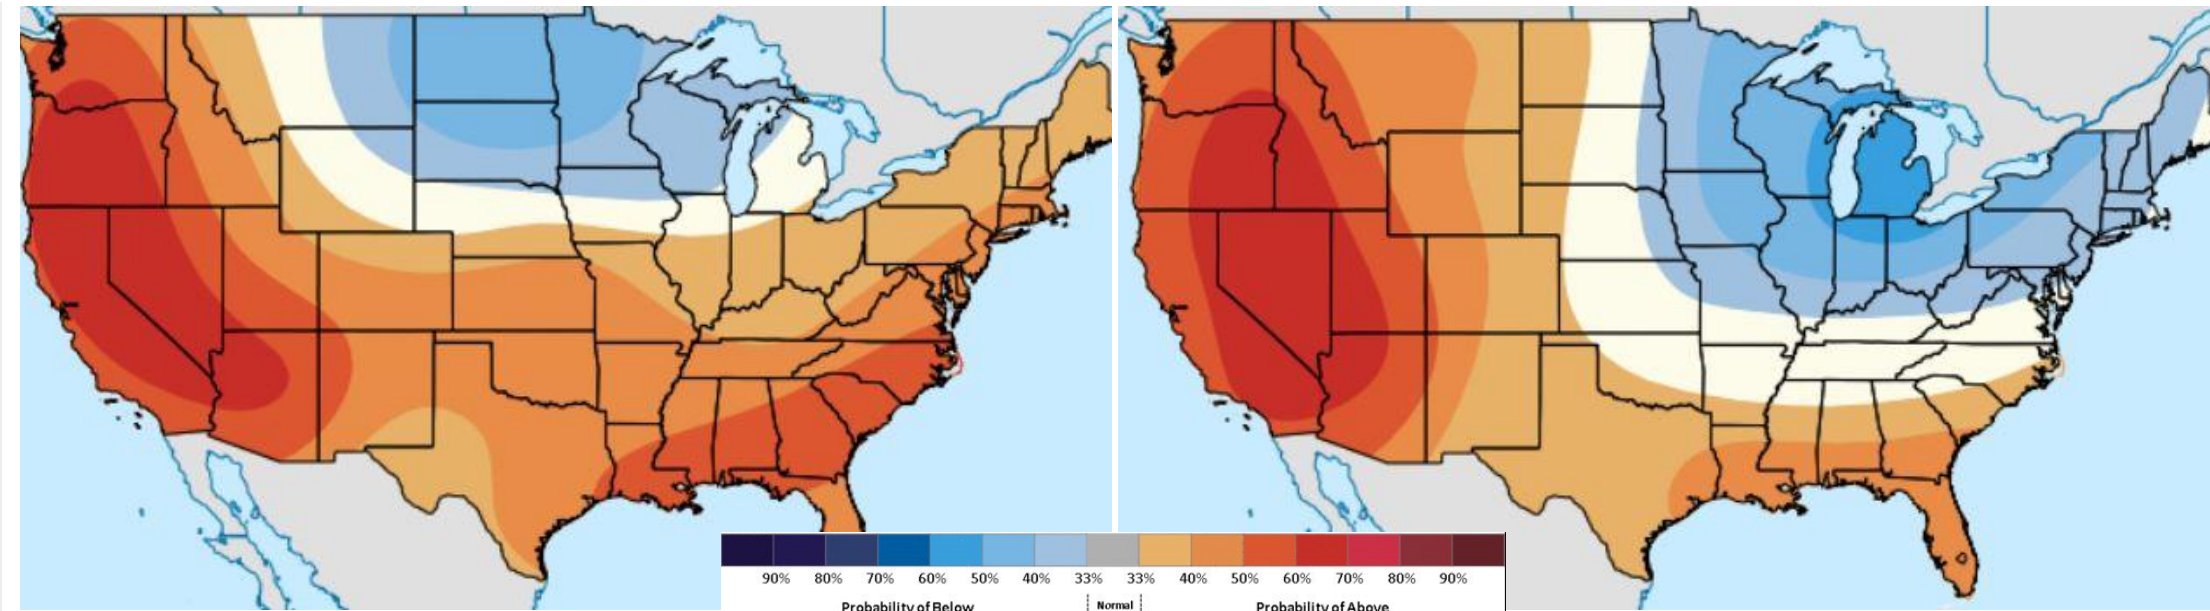 90% 80% 70% 60% 50% 40% 33% 33% 40% 50% 60% 70% 80% 90%
Probability of Below Normal Probability of Above